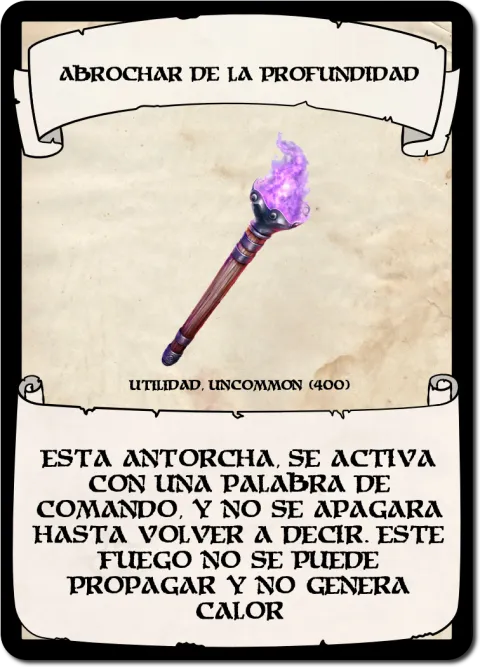 ABROCHAR DE LA PROFUNDIDAD
UTILIDAD, UNCOMMON (400)
ESTA ANTORCHA, SE ACTIVA
CON UNA PALABRA DE
COMANDO, Y NO SE APAGARA
HASTA VOLVER A DECIR. ESTE
FUEGO NO SE PUEDE
PROPAGAR Y NO GENERA
CALOR